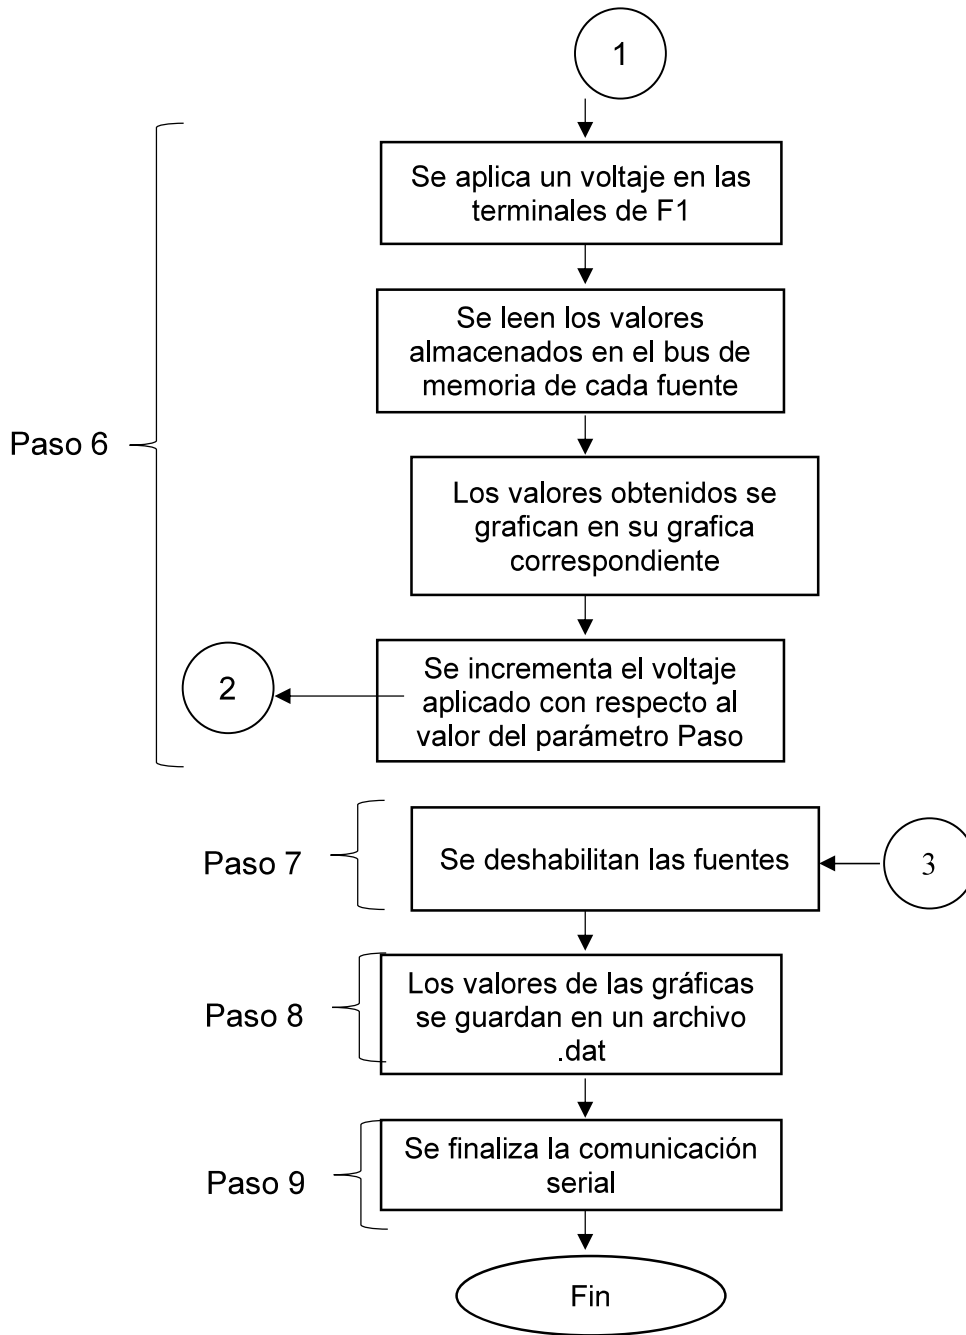 1
Se aplica un voltaje en las
terminales de F1
Se leen los valores
almacenados en el bus de
memoria de cada fuente
Paso 6
Los valores obtenidos se
grafican en su grafica
correspondiente
2
Se incrementa el voltaje
aplicado con respecto al
valor del parámetro Paso
Paso 7
Se deshabilitan las fuentes
3
Paso 8
Los valores de las gráficas
se guardan en un archivo
.dat
Paso 9
Se finaliza la comunicación
serial
Fin